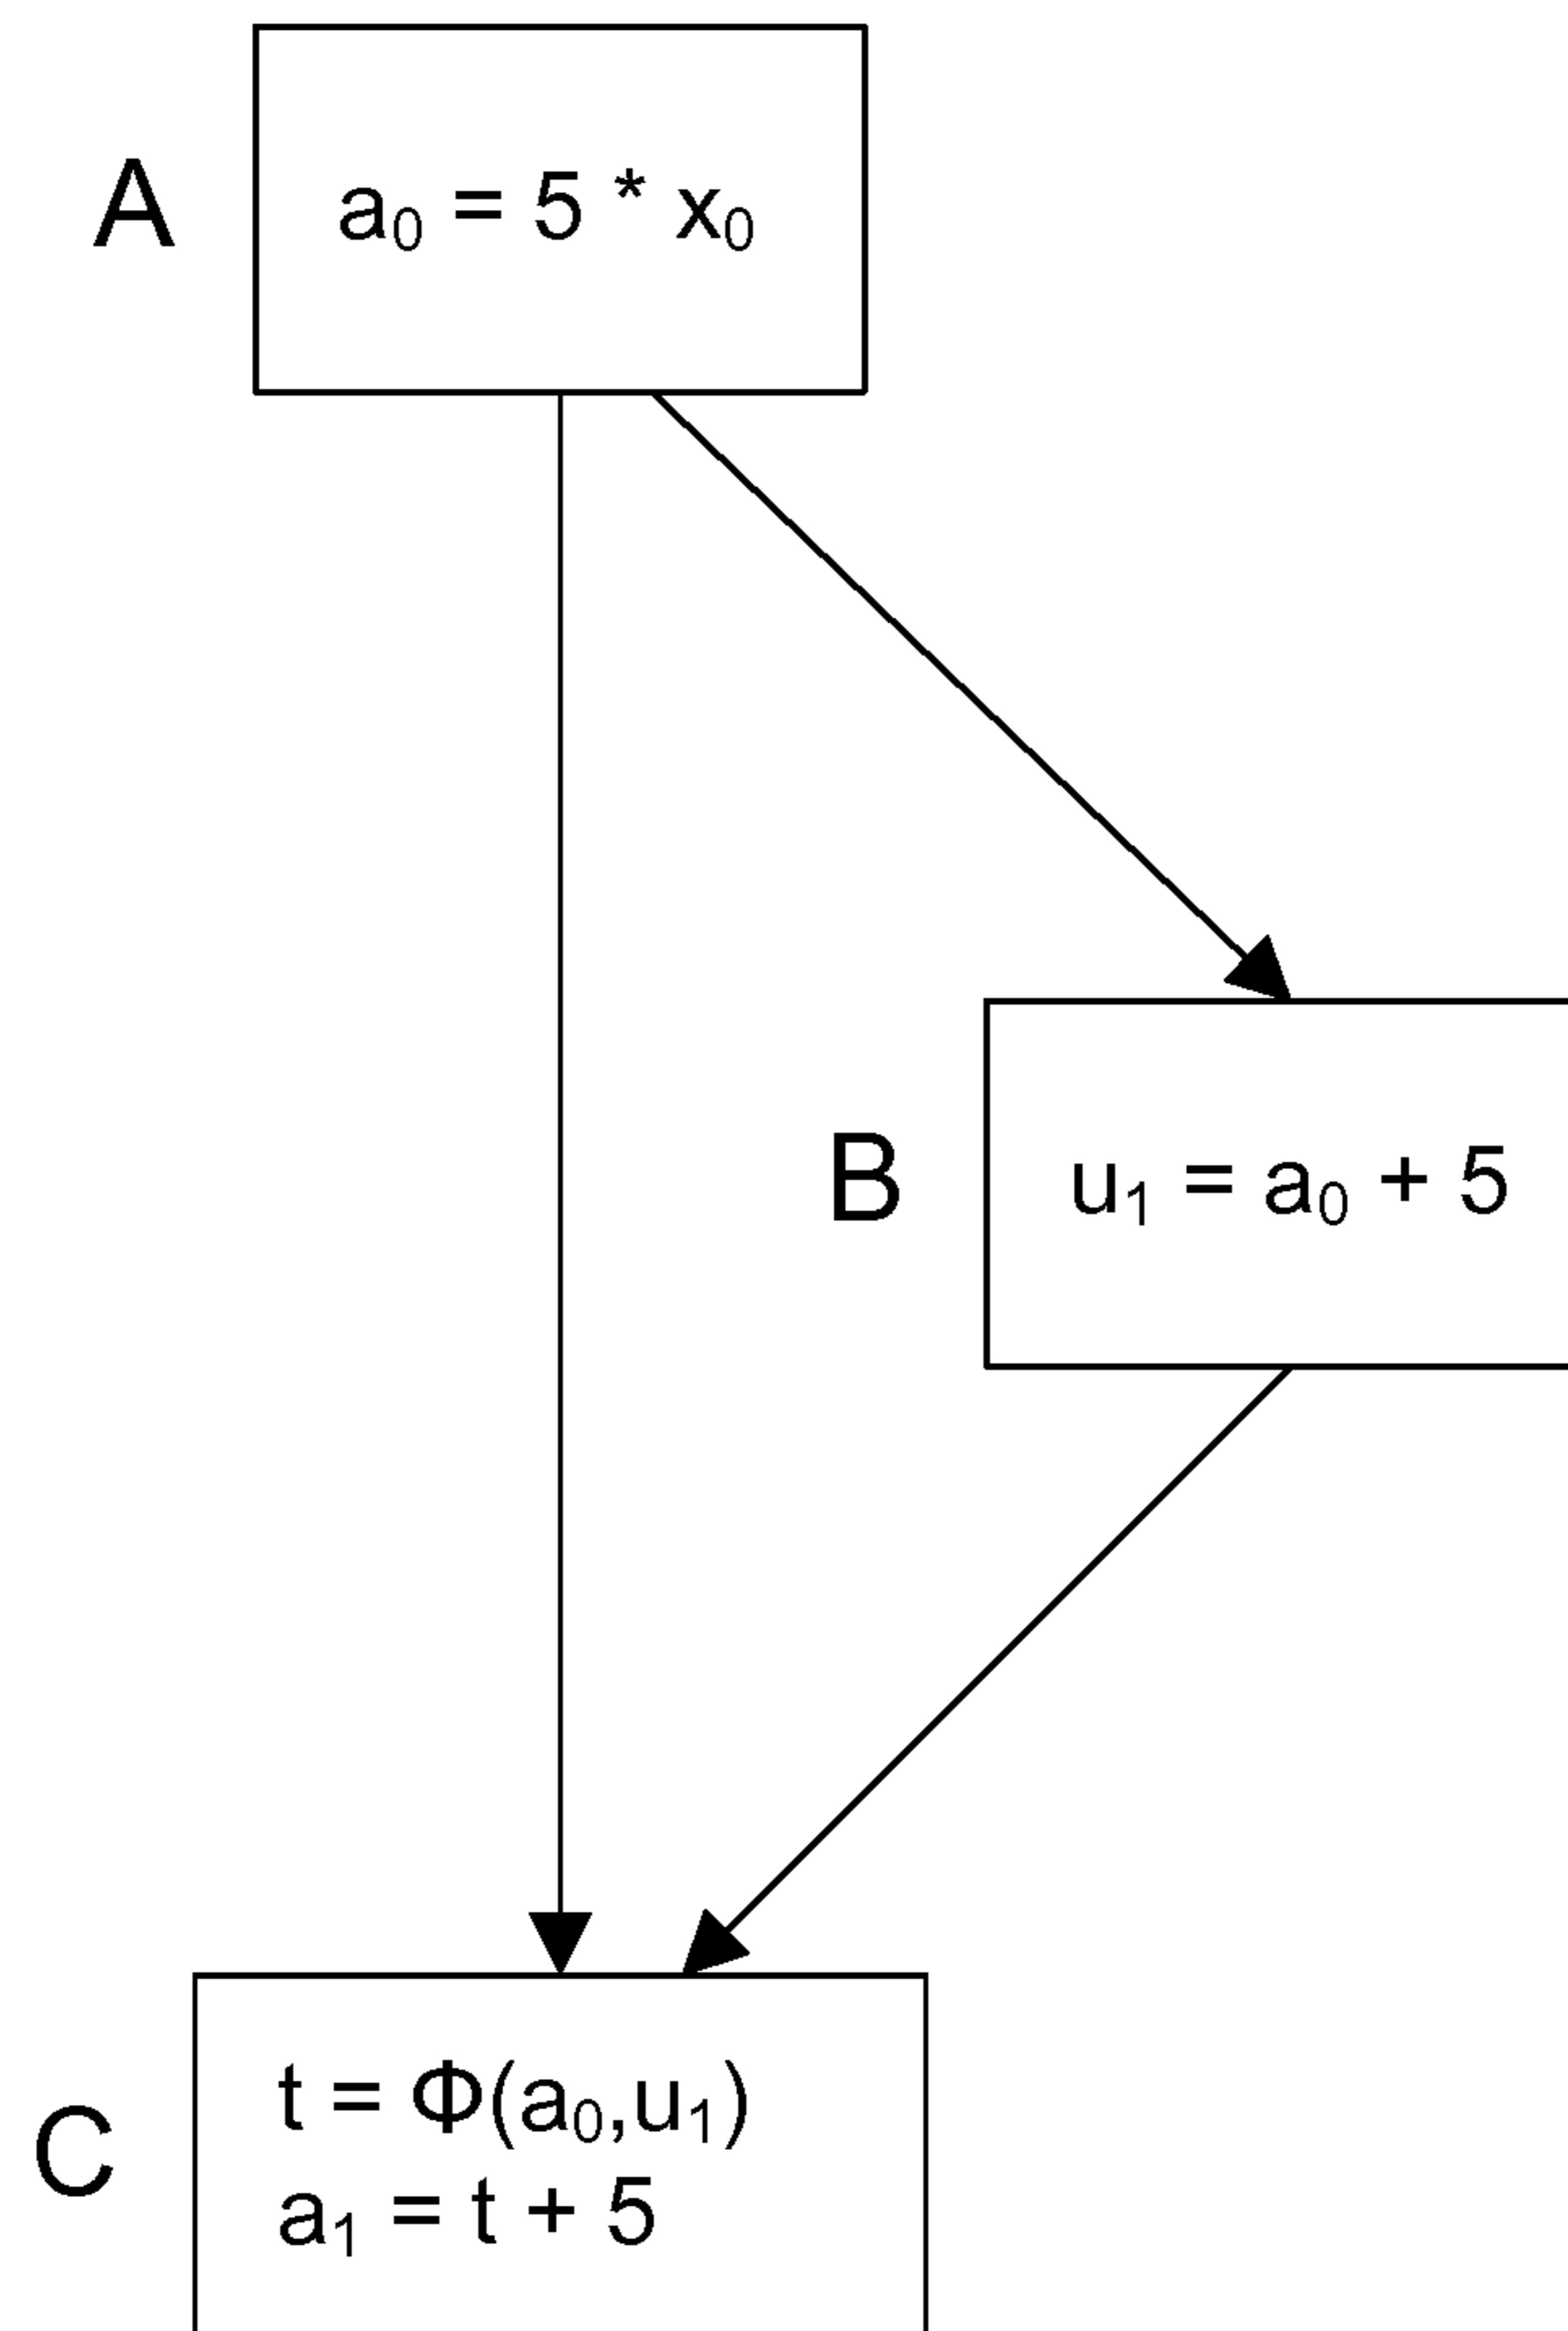 A
a₀ = 5 * x₀
B
u₁ = a₀ + 5
C
t = Φ(a₀,u₁)
a₁ = t + 5